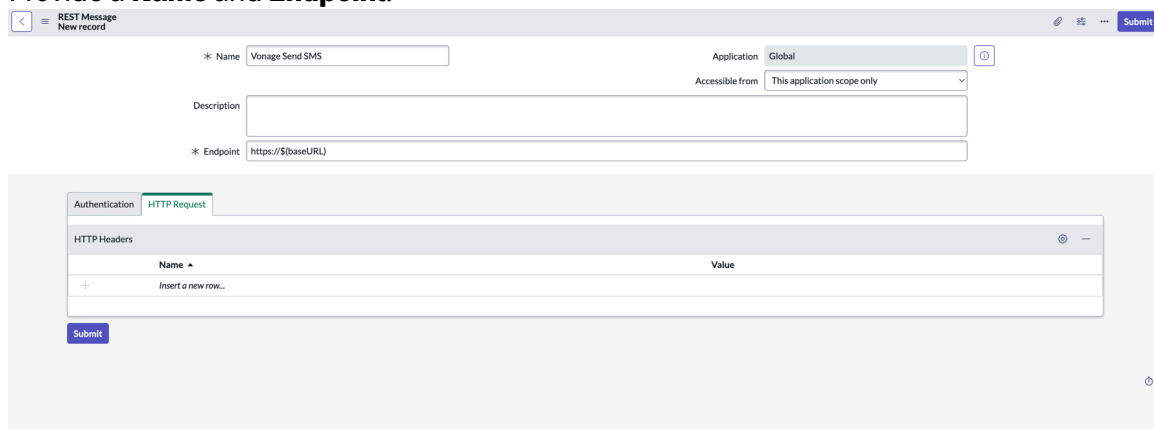 Provide a Name and Endpoint.
REST Message
New record
Submit
* Name Vonage Send SMS
Application Global
Accessible from This application scope only
Description
* Endpoint https://$(baseURL)
Authentication HTTP Request
HTTP Headers
Name Value
Insert a new row...
Submit